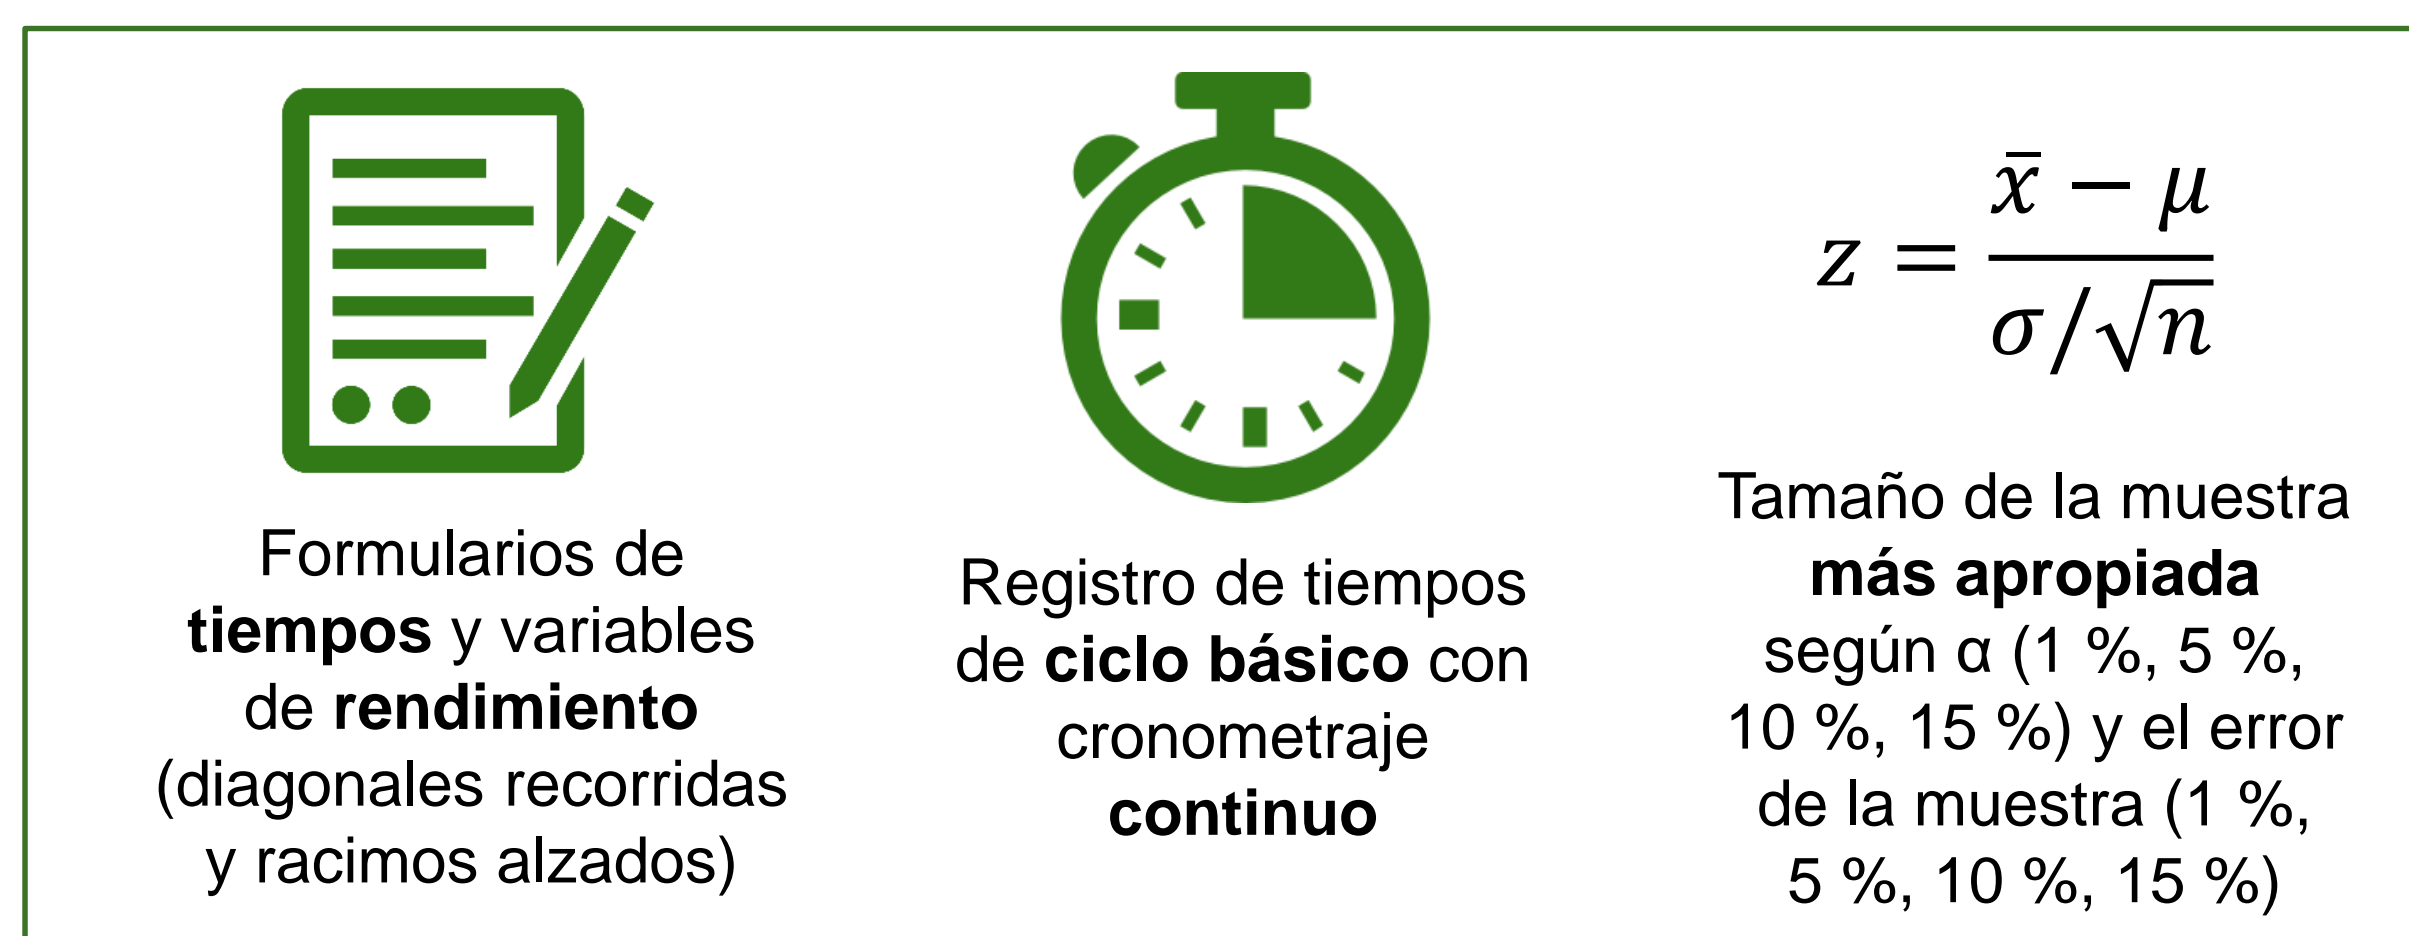 Formularios de
tiempos y variables
de rendimiento
(diagonales recorridas
y racimos alzados)
Registro de tiempos
de ciclo básico con
cronometraje
continuo
z = (x̄ − μ) / (σ/√n)
Tamaño de la muestra
más apropiada
según α (1 %, 5 %,
10 %, 15 %) y el error
de la muestra (1 %,
5 %, 10 %, 15 %)